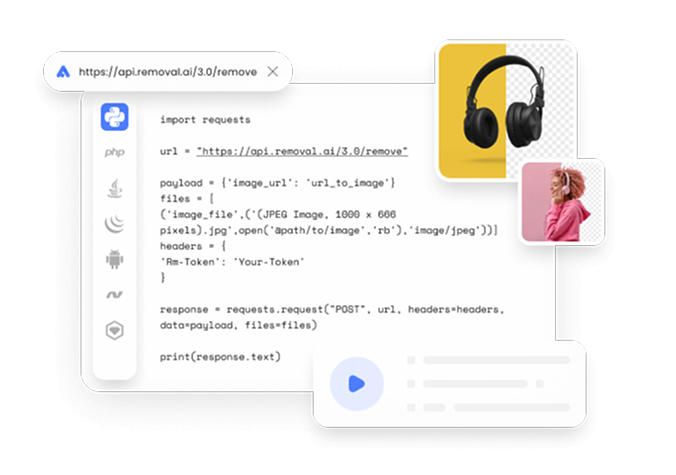 https://api.removal.ai/3.0/remove
php
import requests
url = "https://api.removal.ai/3.0/remove"
payload = {'image_url': 'url_to_image'}
files = [
('image_file',('(JPEG Image, 1000 x 666
pixels).jpg',open('@path/to/image','rb'),'image/jpeg'))]
headers = {
'Rm-Token': 'Your-Token'
}
response = requests.request("POST", url, headers=headers,
data=payload, files=files)
print(response.text)